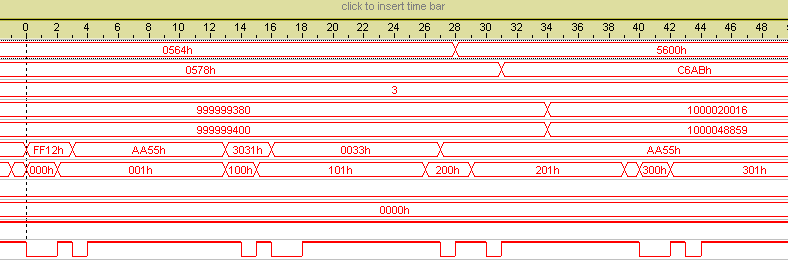 click to insert time bar
0 2 4 6 8 10 12 14 16 18 20 22 24 26 28 30 32 34 36 38 40 42 44 46 48
0564h 5600h
0578h C6ABh
3
999999380 1000020016
999999400 1000048859
FF12h AA55h 3031h 0033h AA55h
000h 001h 100h 101h 200h 201h 300h 301h
0000h